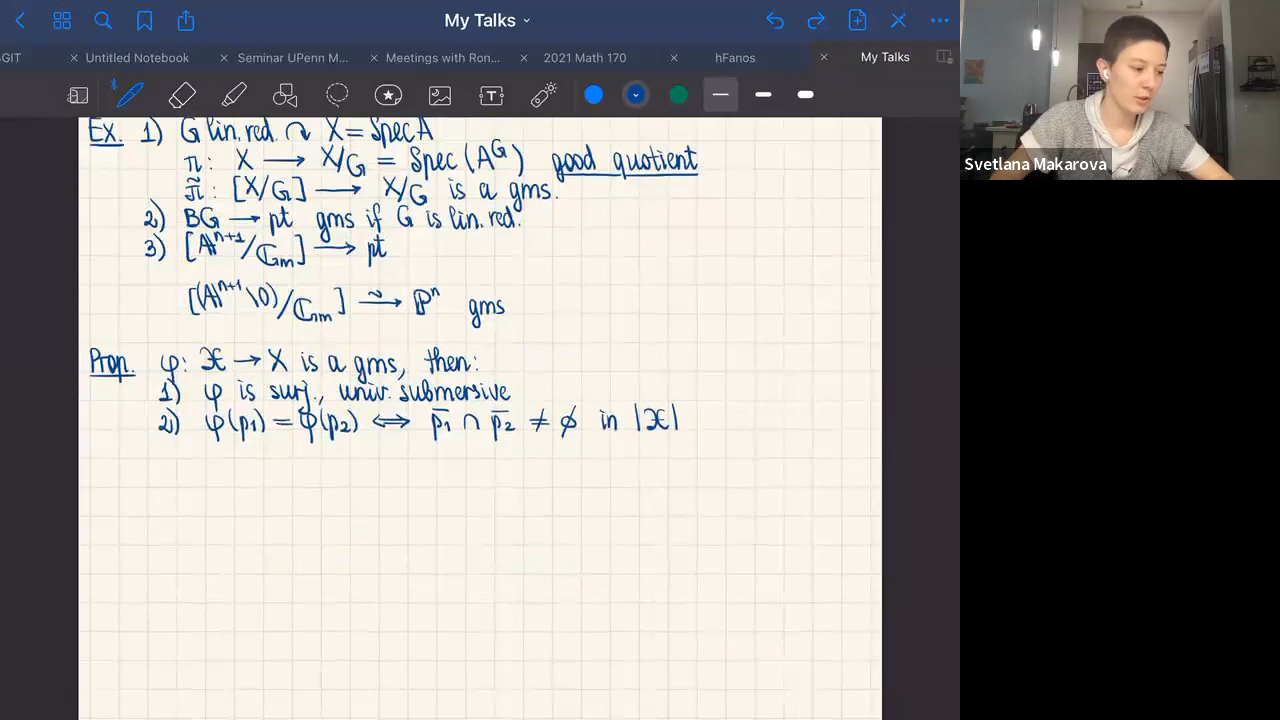 My Talks
GIT
Untitled Notebook
Seminar UPenn M...
Meetings with Ron...
2021 Math 170
hFanos
My Talks
Svetlana Makarova
Ex. 1) G lin. red. ↷ X = Spec A
π: X → X/G = Spec(A^G) good quotient
π̃: [X/G] → X/G is a gms.
2) BG → pt gms if G is lin. red.
3) [𝔸^{n+1}/𝔾_m] → pt
[(𝔸^{n+1}\0)/𝔾_m] ⥲ ℙ^n gms
Prop. φ: 𝒳 → X is a gms, then:
1) φ is surj., univ. submersive
2) φ(p₁) = φ(p₂) ⟺ p̄₁ ∩ p̄₂ ≠ ∅ in |𝒳|